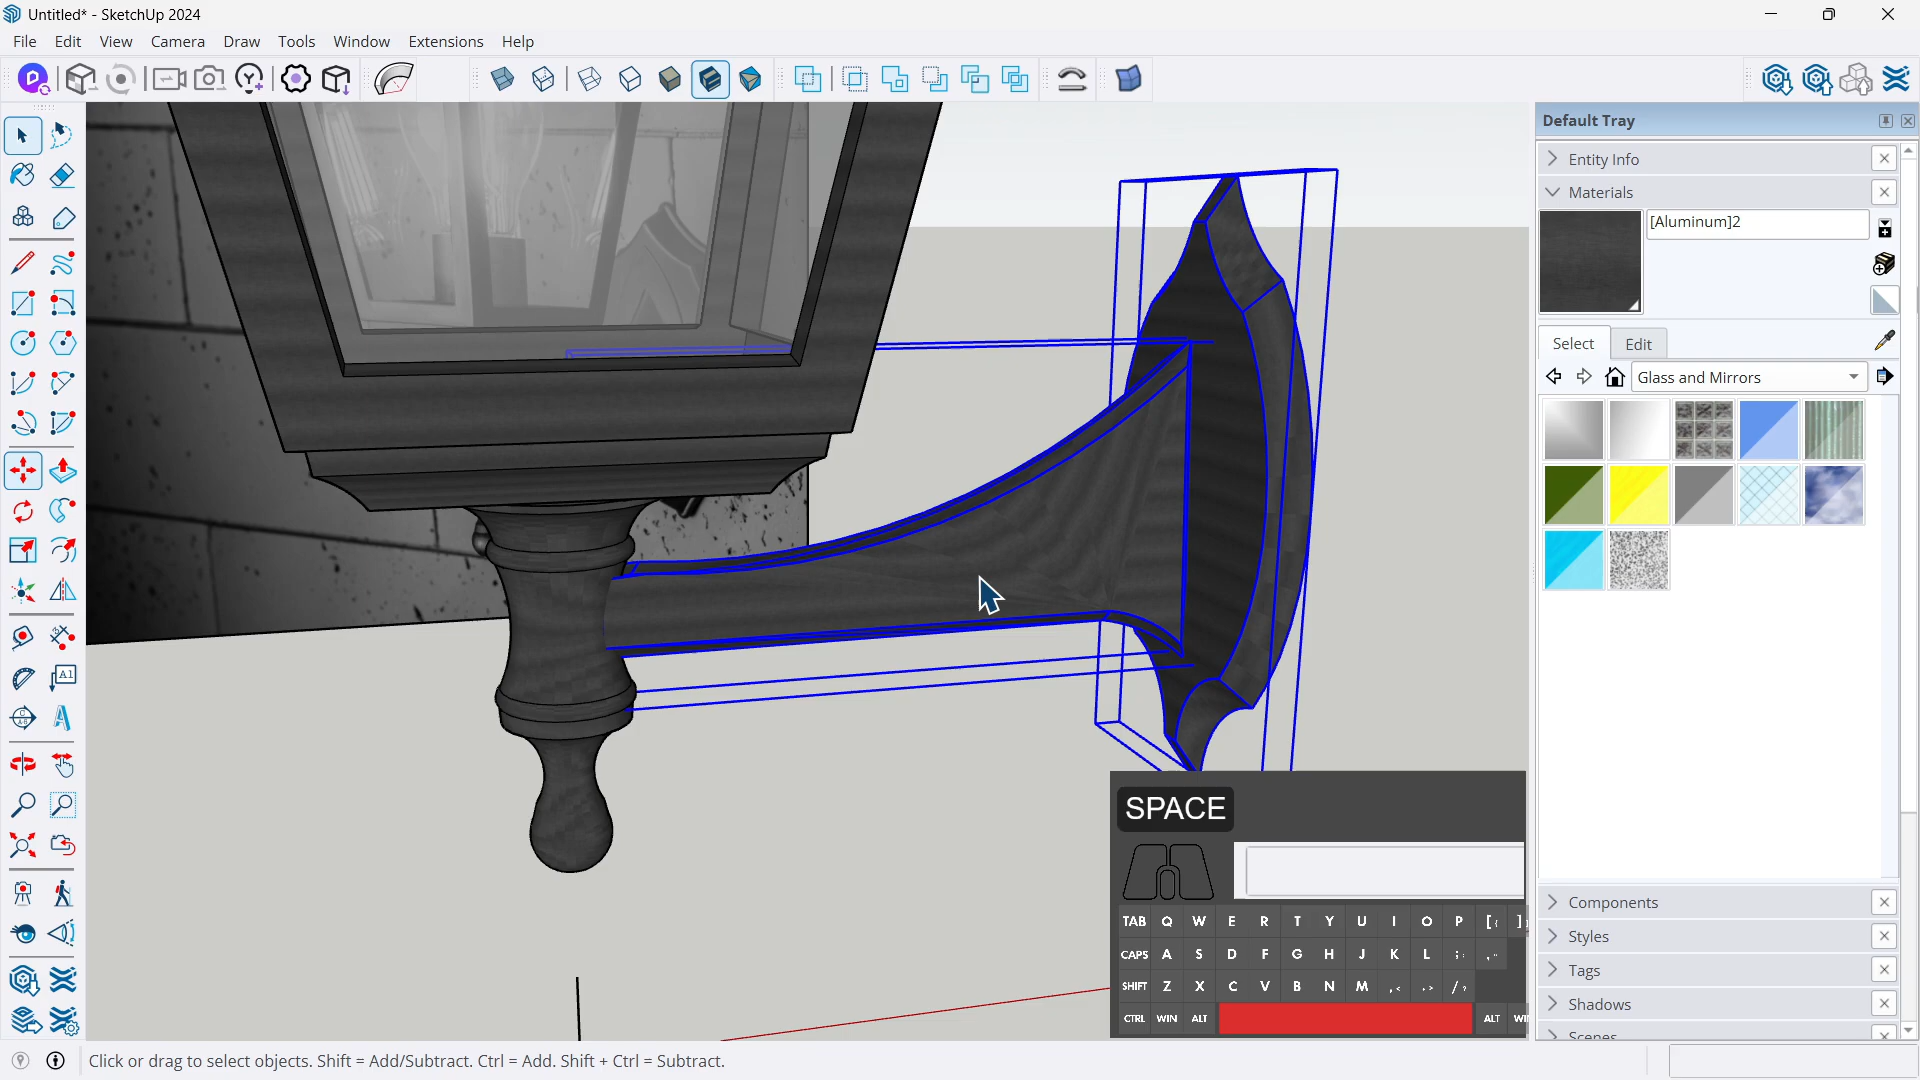 Untitled* - SketchUp 2024
File Edit View Camera Draw Tools Window Extensions Help
Default Tray
Entity Info
Materials
[Aluminum]2
Select Edit
Glass and Mirrors
SPACE
TAB Q W E R T Y U I O P [{ ]
CAPS A S D F G H J K L ;: ,"
SHIFT Z X C V B N M ,< .> /?
CTRL WIN ALT ALT WI
Components
Styles
Tags
Shadows
Scenes
Click or drag to select objects. Shift = Add/Subtract. Ctrl = Add. Shift + Ctrl = Subtract.